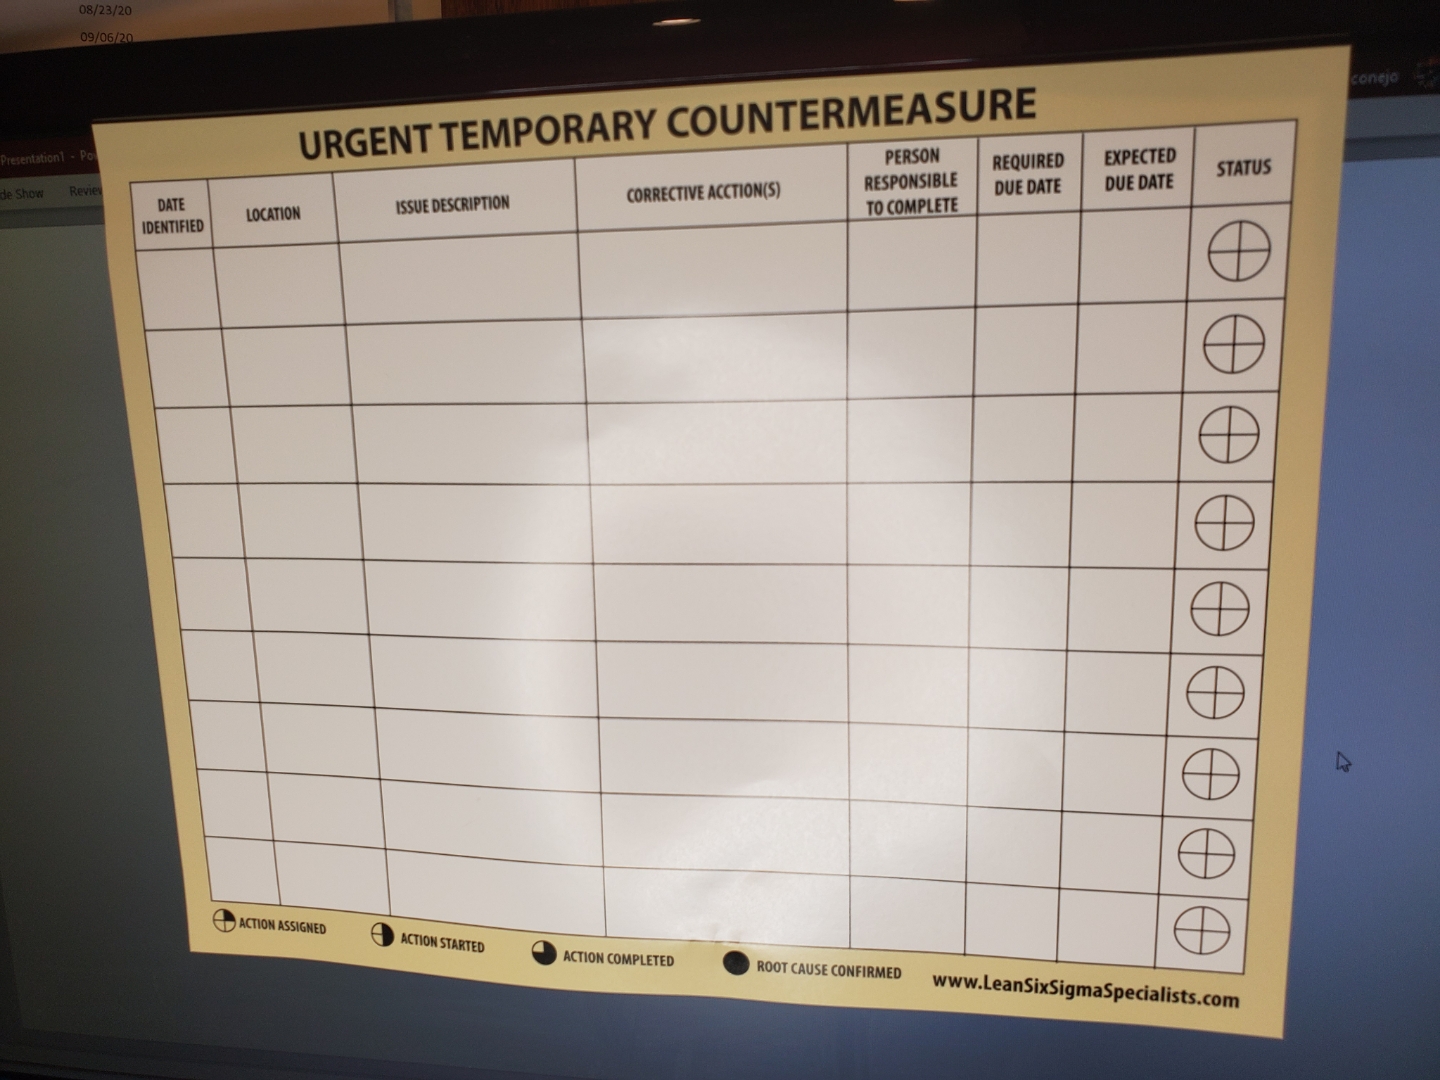 08/23/20
09/06/20
conejo
Presentation1 - Po
de Show Review
URGENT TEMPORARY COUNTERMEASURE
DATE
IDENTIFIED
LOCATION
ISSUE DESCRIPTION
CORRECTIVE ACCTION(S)
PERSON
RESPONSIBLE
TO COMPLETE
REQUIRED
DUE DATE
EXPECTED
DUE DATE
STATUS
ACTION ASSIGNED
ACTION STARTED
ACTION COMPLETED
ROOT CAUSE CONFIRMED
www.LeanSixSigmaSpecialists.com